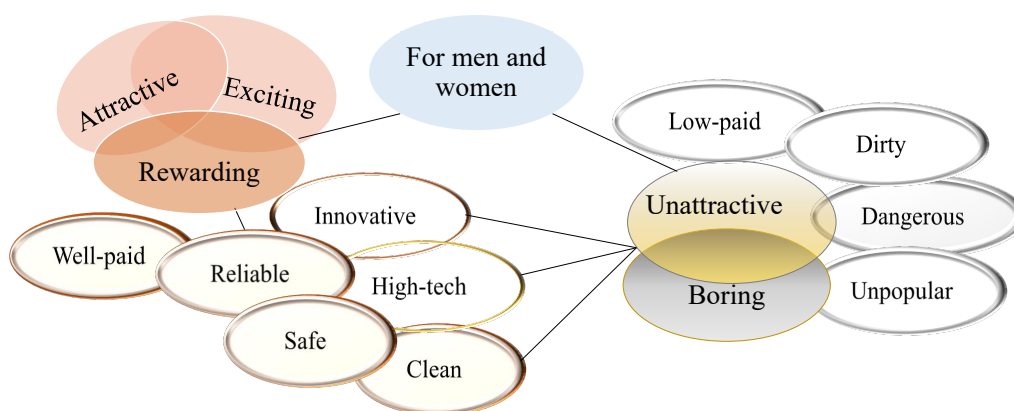 Attractive
Exciting
Rewarding
For men and
women
Low-paid
Dirty
Unattractive
Dangerous
Boring
Unpopular
Innovative
Well-paid
Reliable
High-tech
Safe
Clean